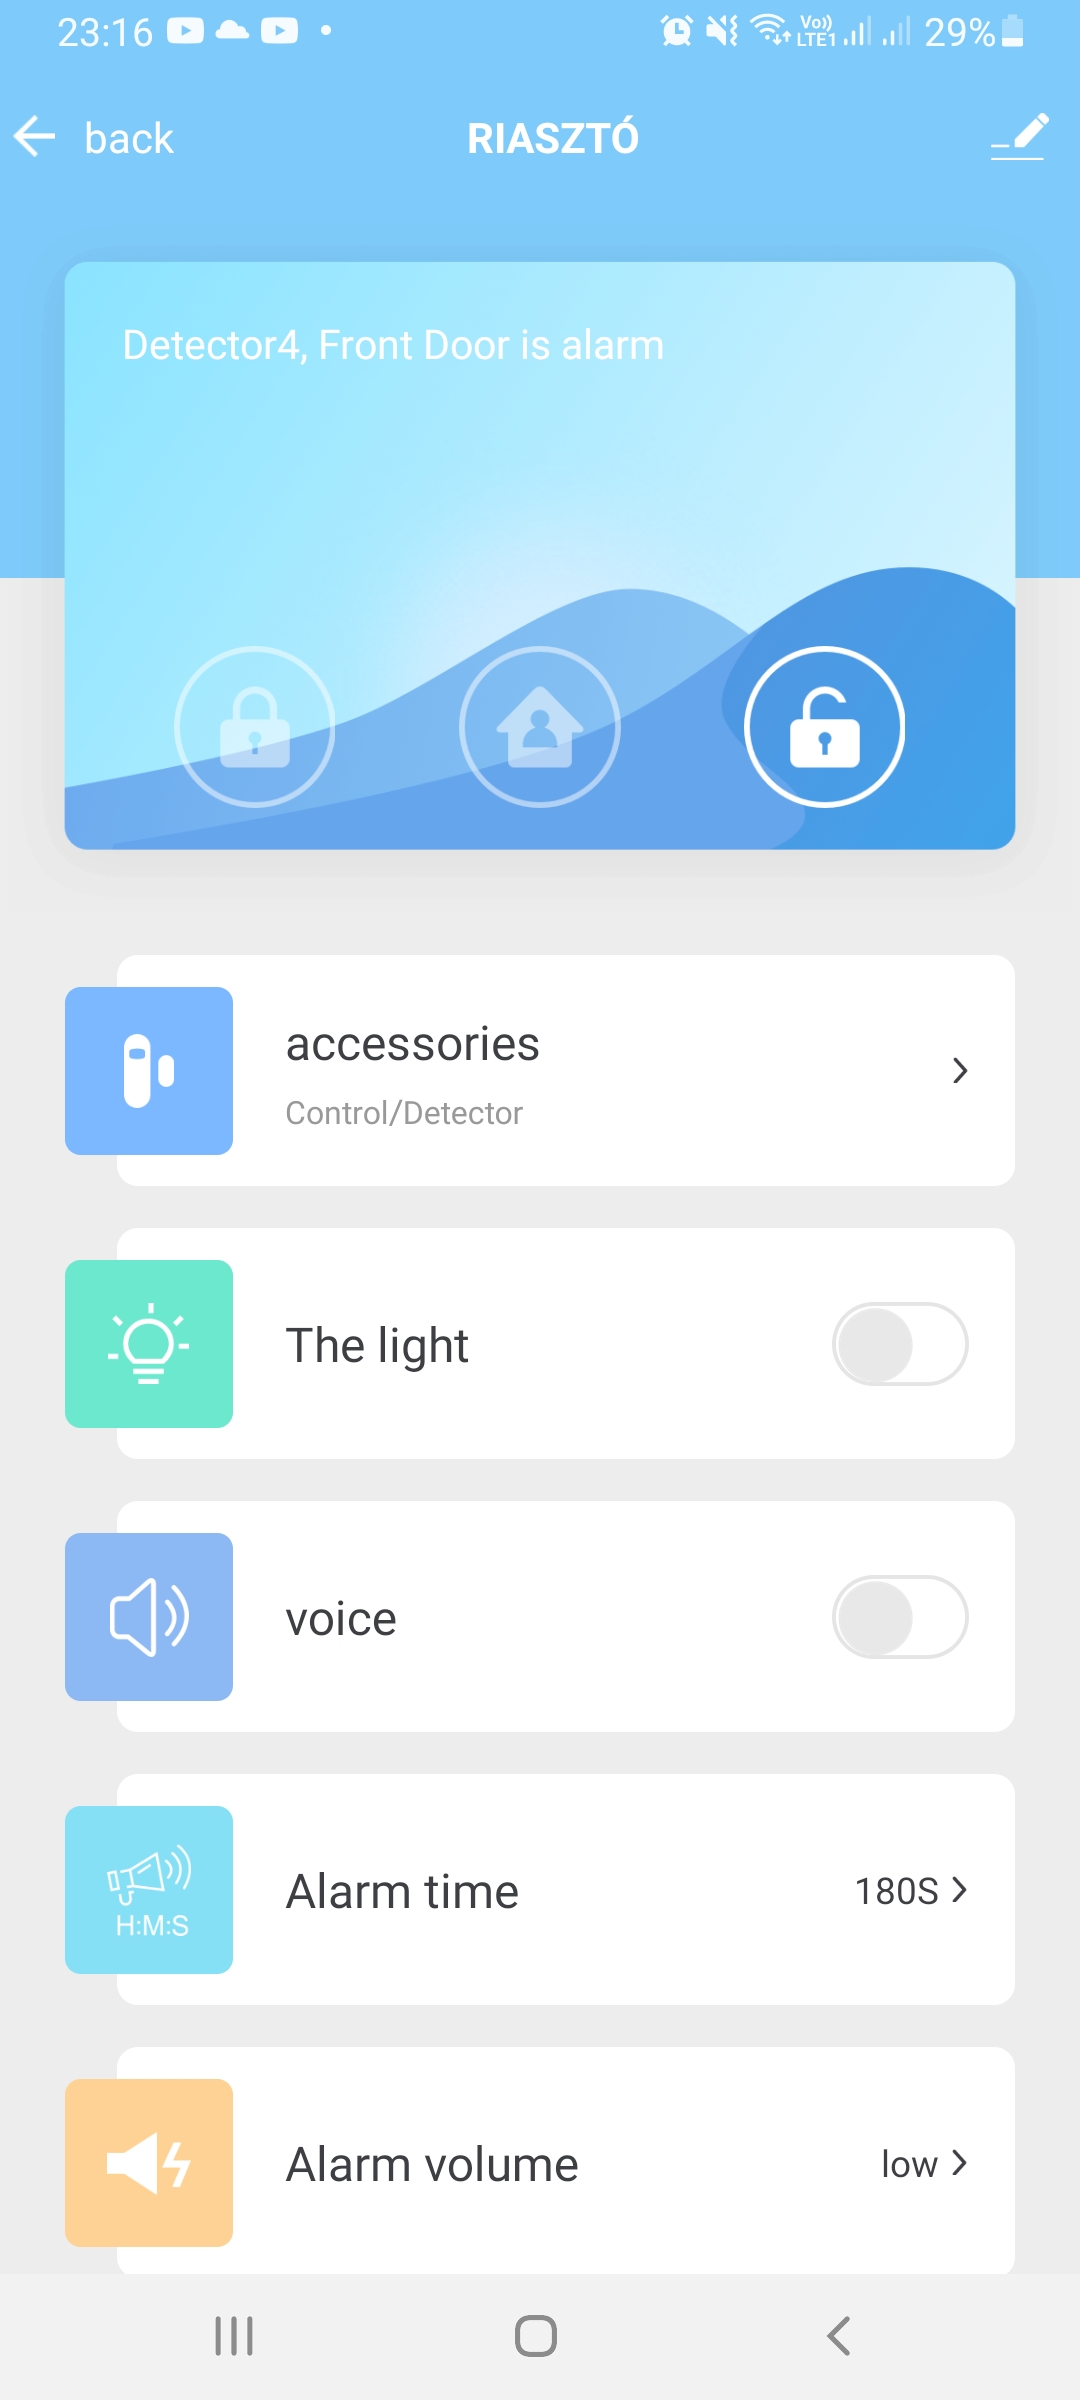 23:16
Vo)) LTE1 29%
back
RIASZTÓ
Detector4, Front Door is alarm
accessories
Control/Detector
The light
voice
H:M:S
Alarm time
180S
Alarm volume
low